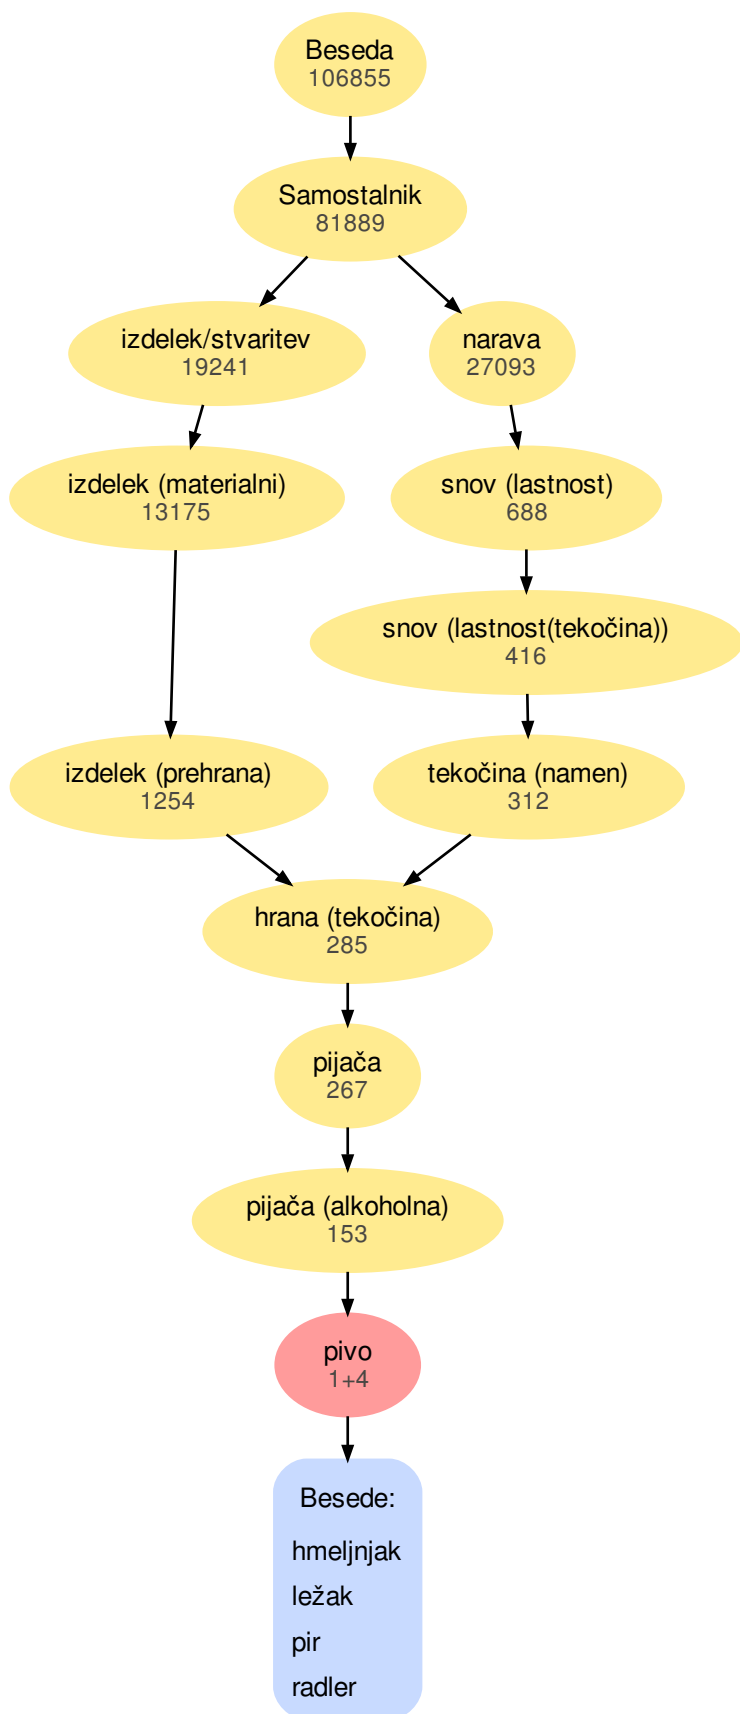 Beseda
106855
Samostalnik
81889
izdelek/stvaritev
19241
narava
27093
izdelek (materialni)
13175
snov (lastnost)
688
snov (lastnost(tekočina))
416
izdelek (prehrana)
1254
tekočina (namen)
312
hrana (tekočina)
285
pijača
267
pijača (alkoholna)
153
pivo
1+4
Besede:
hmeljnjak
ležak
pir
radler